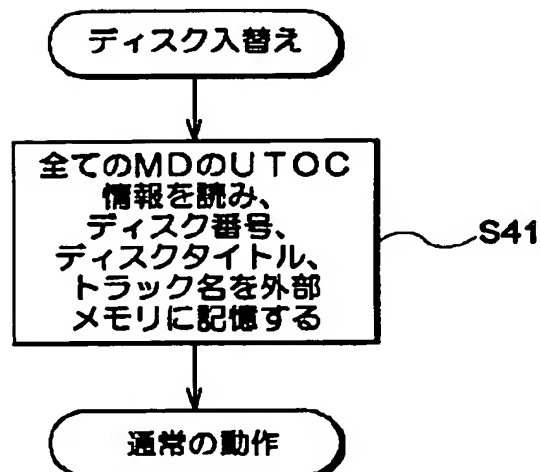 ディスク入替え
全てのMDのUTOC
情報を読み、
ディスク番号、
ディスクタイトル、
トラック名を外部
メモリに記憶する
S41
通常の動作